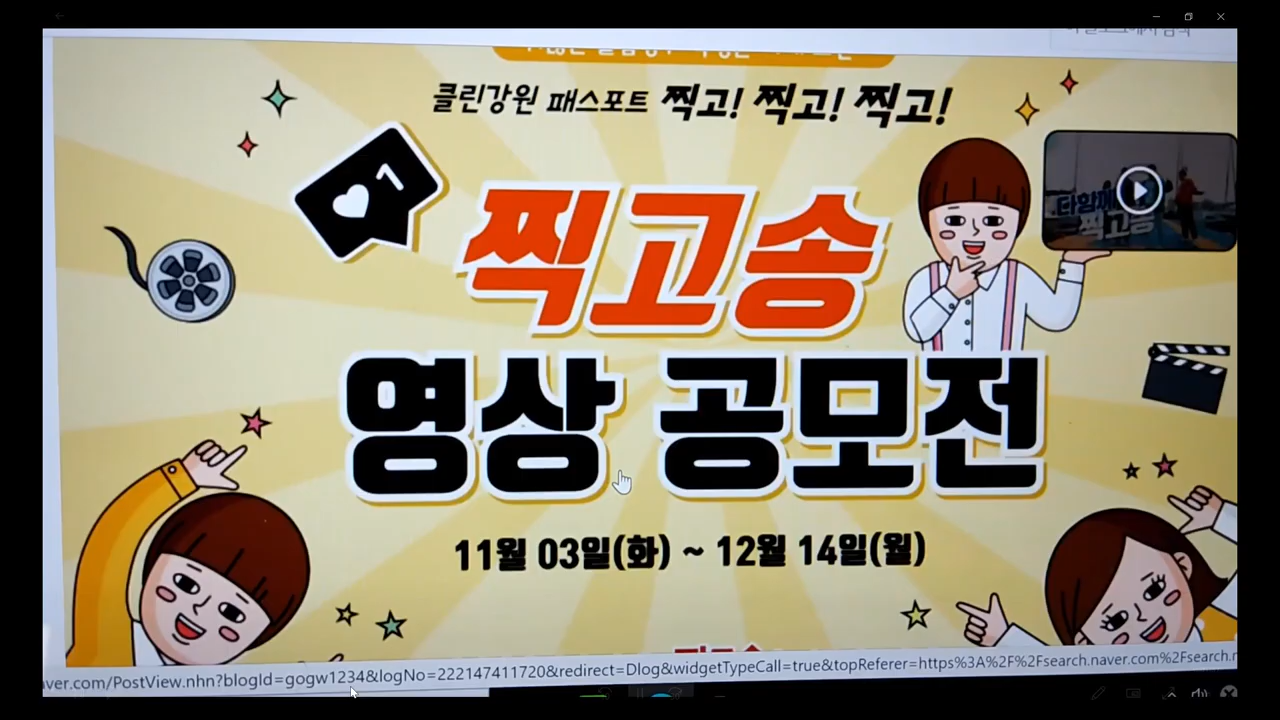 클린강원 패스포트 찍고! 찍고! 찍고!
1
찍고송
찍고송
영상 공모전
11월 03일(화) ~ 12월 14일(월)
aver.com/PostView.nhn?blogId=gogw1234&logNo=222147411720&redirect=Dlog&widgetTypeCall=true&topReferer=https%3A%2F%2Fsearch.naver.com%2Fsearch.n